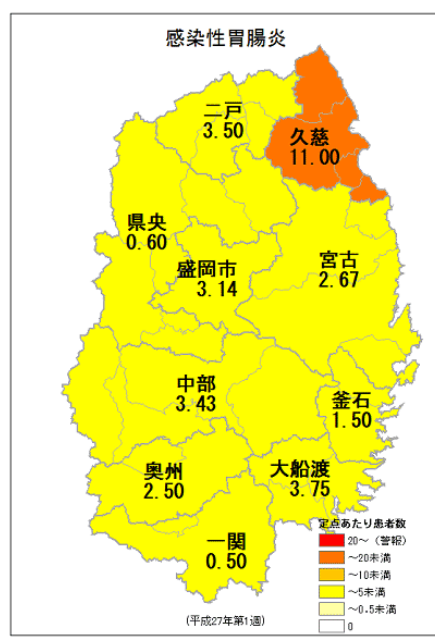 感染性胃腸炎
二戸
3.50
久慈
11.00
県央
0.60
盛岡市
3.14
宮古
2.67
中部
3.43
釜石
1.50
奥州
2.50
大船渡
3.75
一関
0.50
定点あたり患者数
20～（警報）
～20未満
～10未満
～5未満
～0.5未満
0
(平成27年第1週)